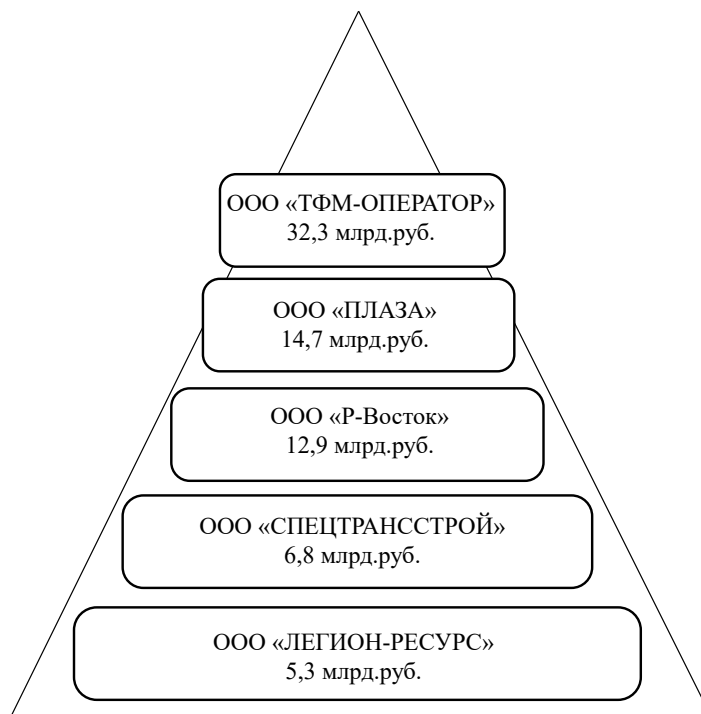 ООО «ТФМ-ОПЕРАТОР»
32,3 млрд.руб.
ООО «ПЛАЗА»
14,7 млрд.руб.
ООО «Р-Восток»
12,9 млрд.руб.
ООО «СПЕЦТРАНССТРОЙ»
6,8 млрд.руб.
ООО «ЛЕГИОН-РЕСУРС»
5,3 млрд.руб.